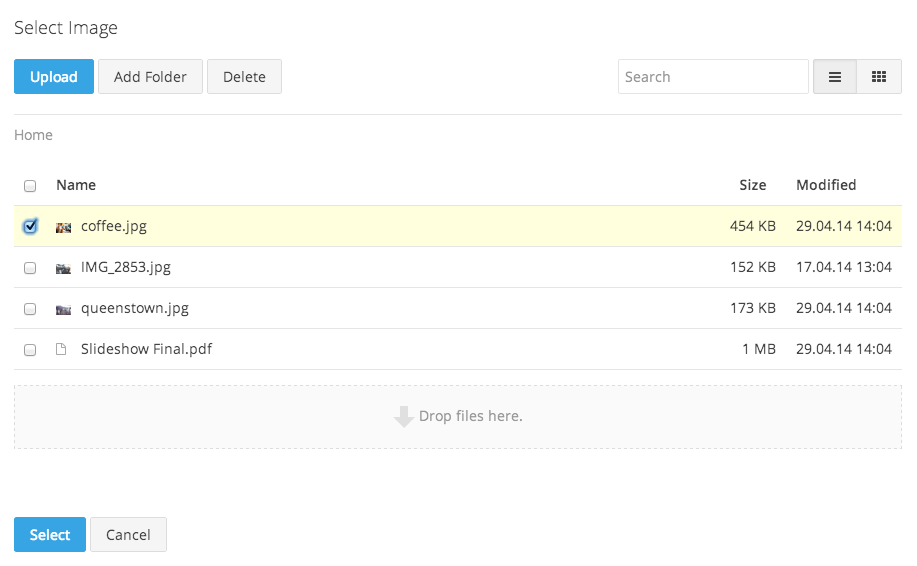 Select Image
Upload Add Folder Delete Search
Home
Name Size Modified
coffee.jpg 454 KB 29.04.14 14:04
IMG_2853.jpg 152 KB 17.04.14 13:04
queenstown.jpg 173 KB 29.04.14 14:04
Slideshow Final.pdf 1 MB 29.04.14 14:04
Drop files here.
Select Cancel